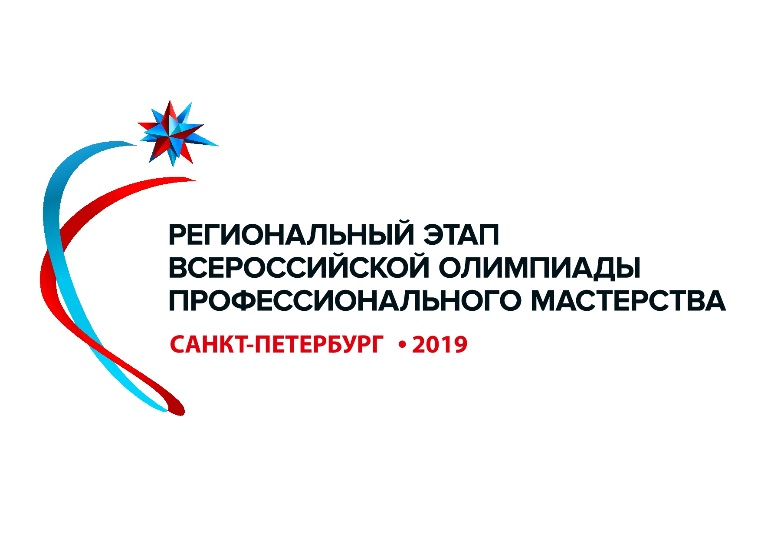 РЕГИОНАЛЬНЫЙ ЭТАП
ВСЕРОССИЙСКОЙ ОЛИМПИАДЫ
ПРОФЕССИОНАЛЬНОГО МАСТЕРСТВА
САНКТ-ПЕТЕРБУРГ • 2019